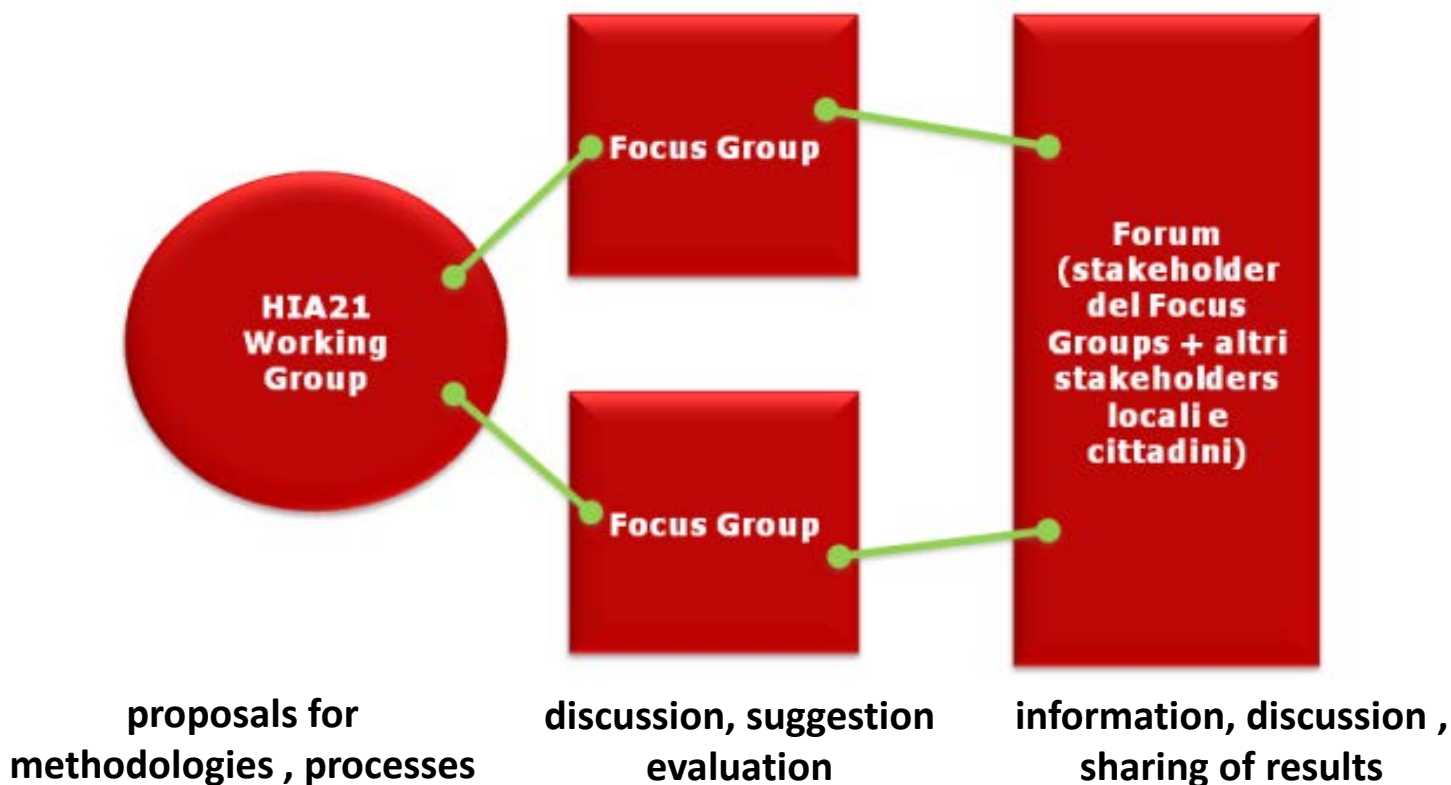 HIA21
Working
Group
Focus Group
Focus Group
Forum
(stakeholder
del Focus
Groups + altri
stakeholders
locali e
cittadini)
proposals for
methodologies , processes
discussion, suggestion
evaluation
information, discussion ,
sharing of results